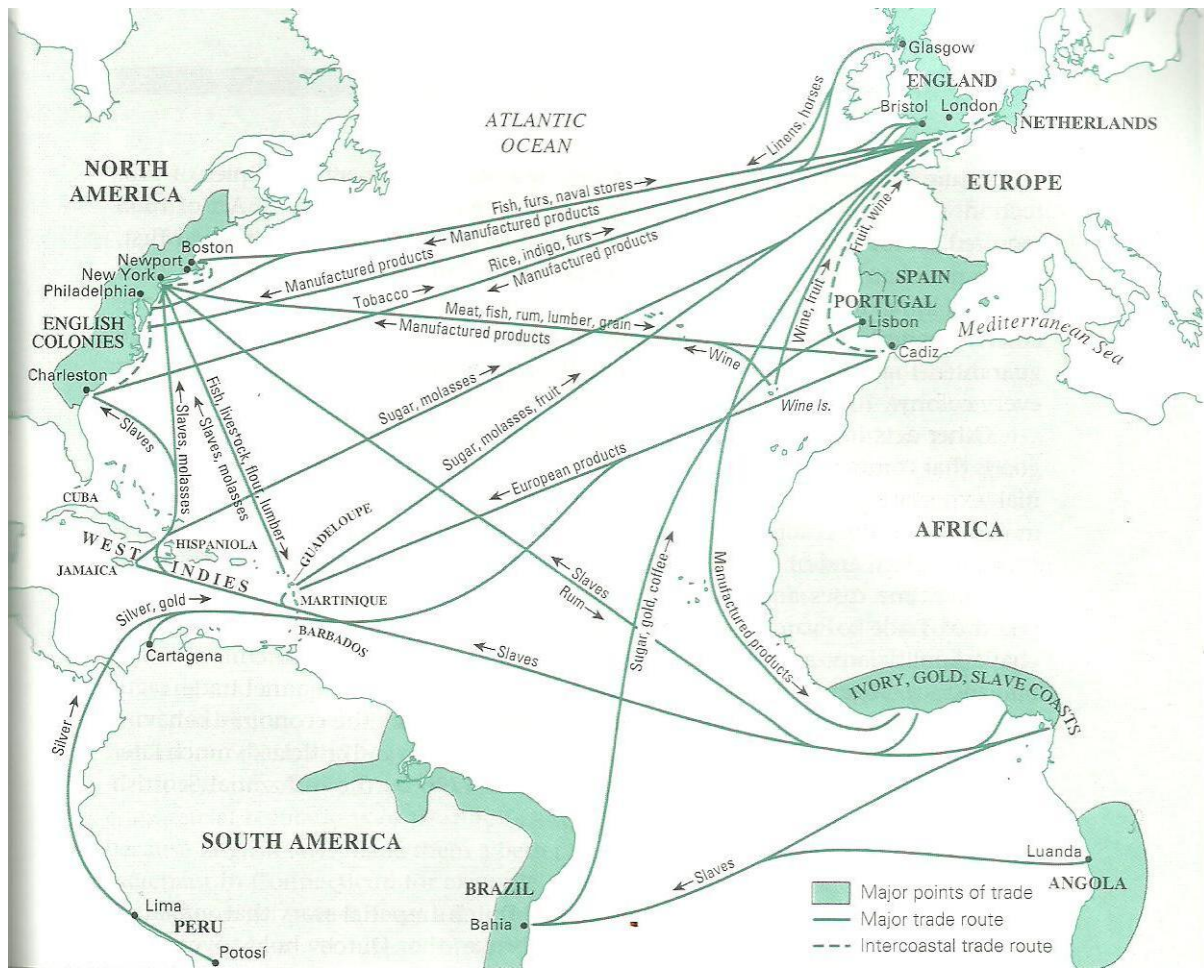 Glasgow
ENGLAND
Bristol
London
NETHERLANDS
ATLANTIC
OCEAN
← Linens, horses
NORTH
AMERICA
EUROPE
Fish, furs, naval stores →
← Manufactured products
Fruit, wine →
Boston
Newport
New York
Philadelphia
Rice, indigo, furs →
← Manufactured products
← Manufactured products
Tobacco →
SPAIN
PORTUGAL
Lisbon
Cadiz
Mediterranean Sea
Wine, fruit →
Meat, fish, rum, lumber, grain →
← Manufactured products
← Wine
Wine Is.
ENGLISH
COLONIES
Charleston
← Slaves
← Slaves, molasses
Fish, livestock, flour, lumber →
← Slaves, molasses
Sugar, molasses →
Sugar, molasses, fruit →
← European products
AFRICA
CUBA
HISPANIOLA
GUADELOUPE
WEST INDIES
JAMAICA
MARTINIQUE
BARBADOS
Silver, gold →
← Slaves
Rum →
Sugar, gold, coffee →
Manufactured products →
← Slaves
IVORY, GOLD, SLAVE COASTS
Cartagena
Silver →
SOUTH AMERICA
BRAZIL
Bahia
← Slaves
Luanda
ANGOLA
Lima
PERU
Potosí
Major points of trade
Major trade route
Intercoastal trade route